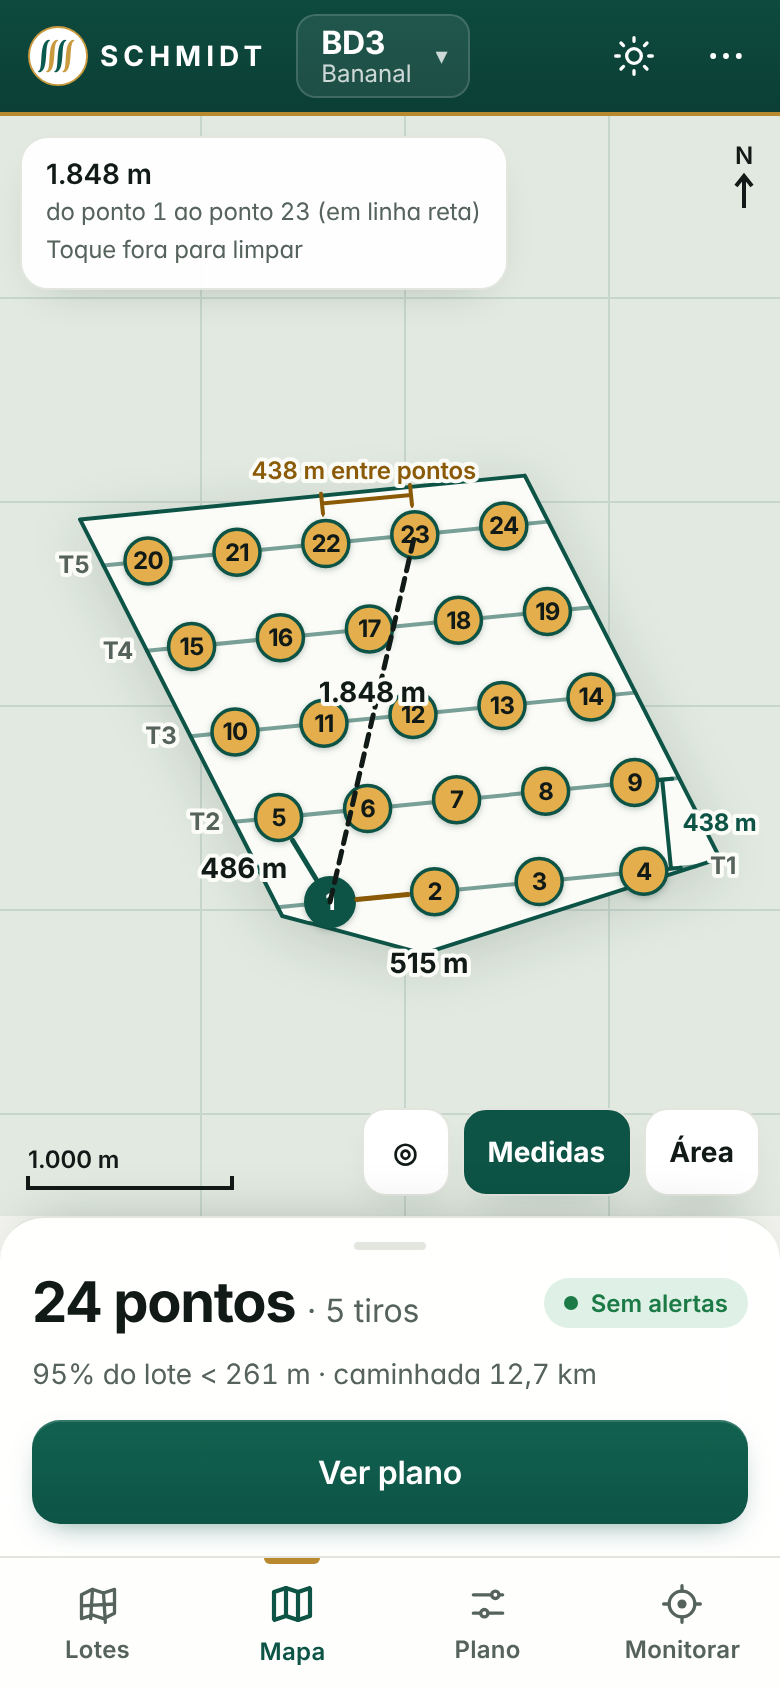 SCHMIDT
BD3
Bananal
▾
1.848 m
do ponto 1 ao ponto 23 (em linha reta)
Toque fora para limpar
N
438 m entre pontos
T5
20
21
22
23
24
T4
15
16
17
18
19
1.848 m
T3
10
11
12
13
14
T2
5
6
7
8
9
438 m
486 m
2
3
4
T1
515 m
1.000 m
◎
Medidas
Área
24 pontos · 5 tiros
Sem alertas
95% do lote < 261 m · caminhada 12,7 km
Ver plano
Lotes
Mapa
Plano
Monitorar